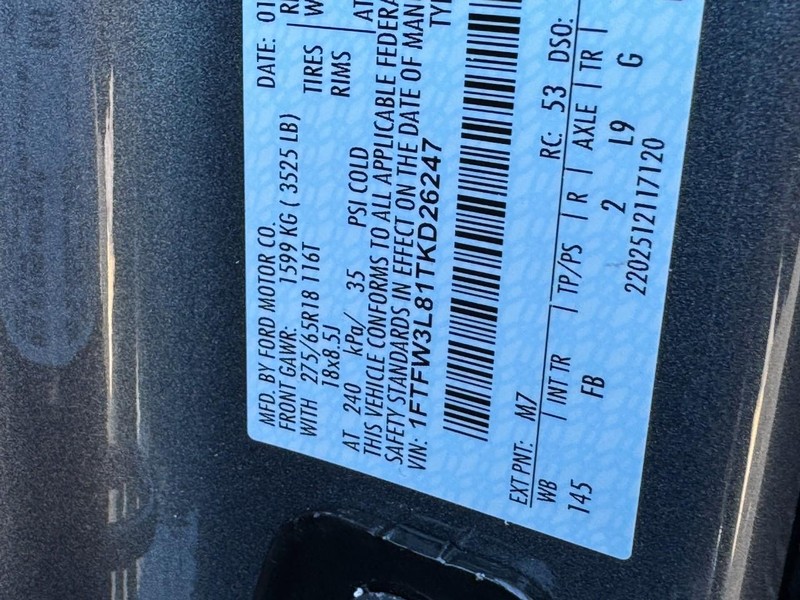 MFD. BY FORD MOTOR CO.
DATE: 01
FRONT GAWR: 1599 KG ( 3525 LB)
WITH 275/65R18 116T TIRES
18x8.5J RIMS
AT 240 kPa/ 35 PSI COLD AT
THIS VEHICLE CONFORMS TO ALL APPLICABLE FEDERA
SAFETY STANDARDS IN EFFECT ON THE DATE OF MAN
VIN: 1FTFW3L81TKD26247
EXT PNT: M7 RC: 53 DSO:
WB | INT TR | TP/PS | R | AXLE | TR |
145 FB 2 L9 G
2202512117120